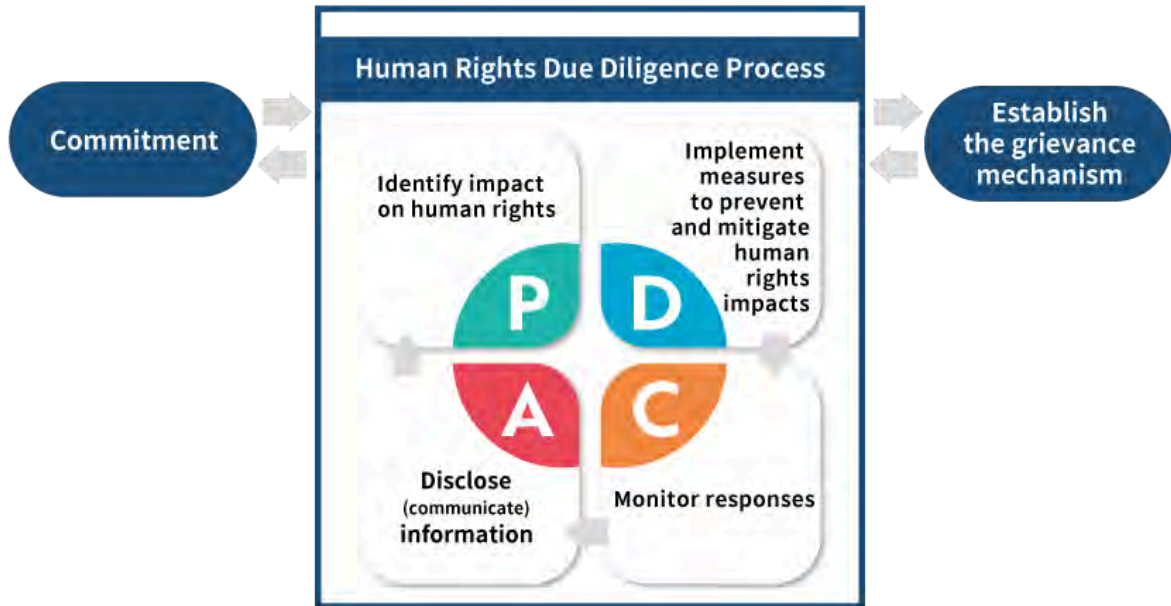 Human Rights Due Diligence Process
Commitment
Identify impact
on human rights
P
Implement
measures
to prevent
and mitigate
human
rights
impacts
D
A
Disclose
(communicate)
information
C
Monitor responses
Establish
the grievance
mechanism